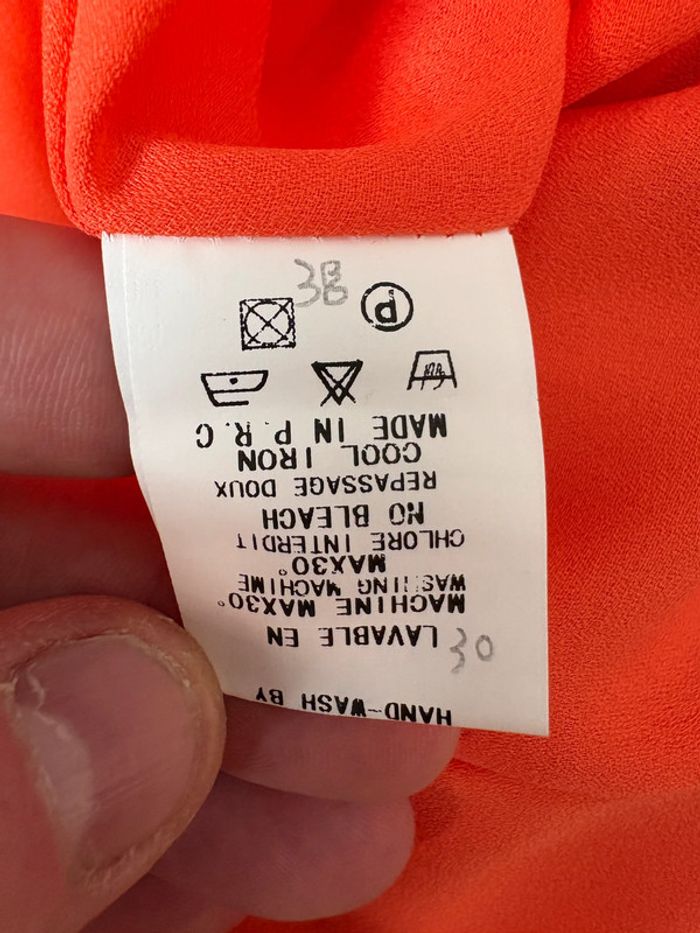 HAND-WASH BY
30
LAVABLE EN
MACHINE MAX30°
WASHING MACHINE
MAX30°
CHLORE INTERDIT
NO BLEACH
REPASSAGE DOUX
COOL IRON
MADE IN P.R.C
P
38